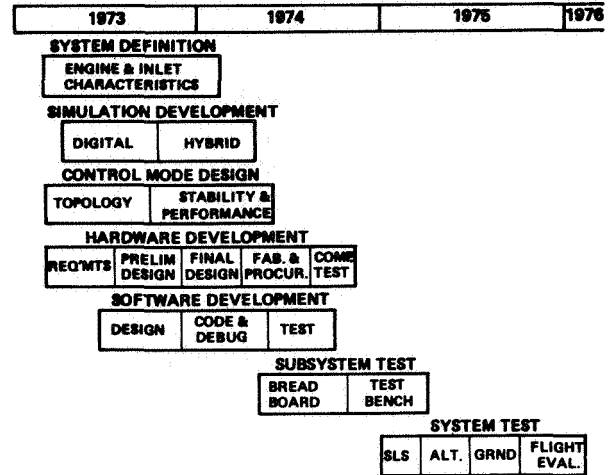 1973 1974 1975 1976
SYSTEM DEFINITION
ENGINE & INLET
CHARACTERISTICS
SIMULATION DEVELOPMENT
DIGITAL HYBRID
CONTROL MODE DESIGN
TOPOLOGY STABILITY &
PERFORMANCE
HARDWARE DEVELOPMENT
REQ'MTS PRELIM FINAL FAB. & COMB
DESIGN DESIGN PROCUR. TEST
SOFTWARE DEVELOPMENT
DESIGN CODE & TEST
DEBUG
SUBSYSTEM TEST
BREAD TEST
BOARD BENCH
SYSTEM TEST
SLS ALT. GRND FLIGHT
EVAL.